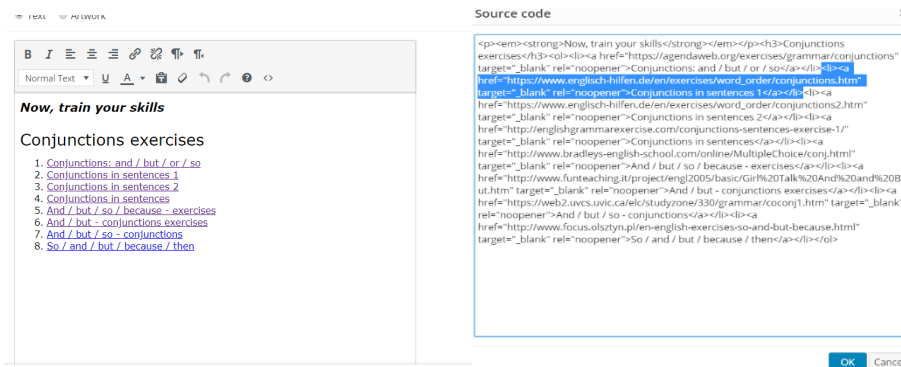 Text Artwork
Normal Text
Now, train your skills
Conjunctions exercises
1. Conjunctions: and / but / or / so
2. Conjunctions in sentences 1
3. Conjunctions in sentences 2
4. Conjunctions in sentences
5. And / but / so / because - exercises
6. And / but - conjunctions exercises
7. And / but / so - conjunctions
8. So / and / but / because / then
Source code
<p><em><strong>Now, train your skills</strong></em></p><h3>Conjunctions
exercises</h3><ol><li><a href="https://agendaweb.org/exercises/grammar/conjunctions"
target="_blank" rel="noopener">Conjunctions: and / but / or / so</a></li><li><a
href="https://www.englisch-hilfen.de/en/exercises/word_order/conjunctions.htm"
target="_blank" rel="noopener">Conjunctions in sentences 1</a></li><li><a
href="https://www.englisch-hilfen.de/en/exercises/word_order/conjunctions2.htm"
target="_blank" rel="noopener">Conjunctions in sentences 2</a></li><li><a
href="http://englishgrammarexercise.com/conjunctions-sentences-exercise-1/"
target="_blank" rel="noopener">Conjunctions in sentences</a></li><li><a
href="http://www.bradleys-english-school.com/online/MultipleChoice/conj.html"
target="_blank" rel="noopener">And / but / so / because - exercises</a></li><li><a
href="http://www.funteaching.it/project/engl2005/basic/Girl%20Talk%20And%20and%20B
ut.htm" target="_blank" rel="noopener">And / but - conjunctions exercises</a></li><li><a
href="https://web2.uvcs.uvic.ca/elc/studyzone/330/grammar/coconj1.htm" target="_blank"
rel="noopener">And / but / so - conjunctions</a></li><li><a
href="http://www.focus.olsztyn.pl/en-english-exercises-so-and-but-because.html"
target="_blank" rel="noopener">So / and / but / because / then</a></li></ol>
OK Cance